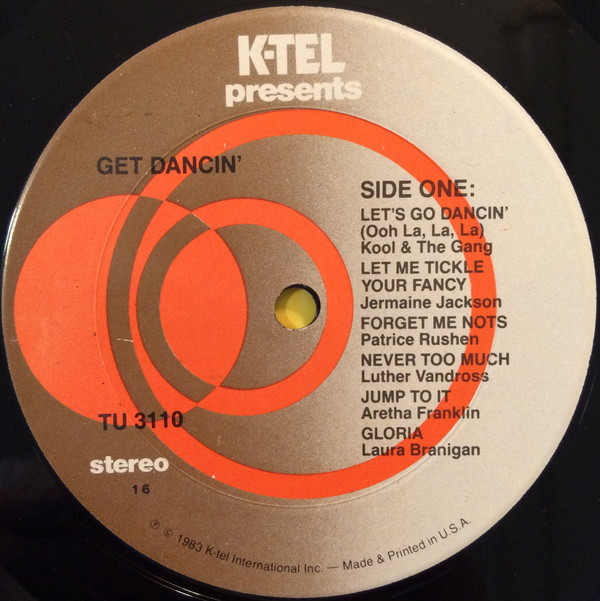 K-TEL
presents
GET DANCIN'
SIDE ONE:
LET'S GO DANCIN'
(Ooh La, La, La)
Kool & The Gang
LET ME TICKLE
YOUR FANCY
Jermaine Jackson
FORGET ME NOTS
Patrice Rushen
NEVER TOO MUCH
Luther Vandross
JUMP TO IT
Aretha Franklin
GLORIA
Laura Branigan
TU 3110
stereo
16
℗ © 1983 K-tel International Inc. — Made & Printed in U.S.A.